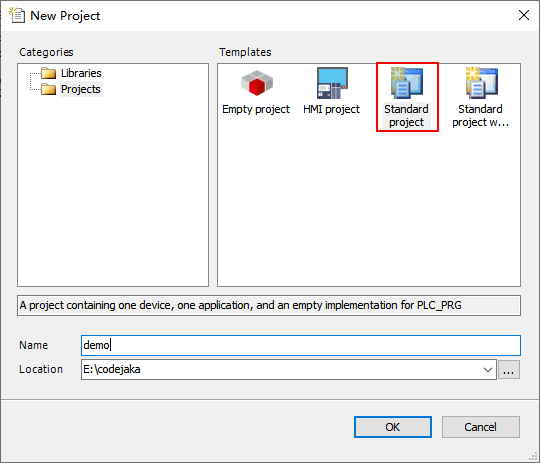 New Project
Categories
Templates
Libraries
Projects
Empty project
HMI project
Standard
project
Standard
project w...
A project containing one device, one application, and an empty implementation for PLC_PRG
Name
demo
Location
E:\codejaka
...
OK
Cancel